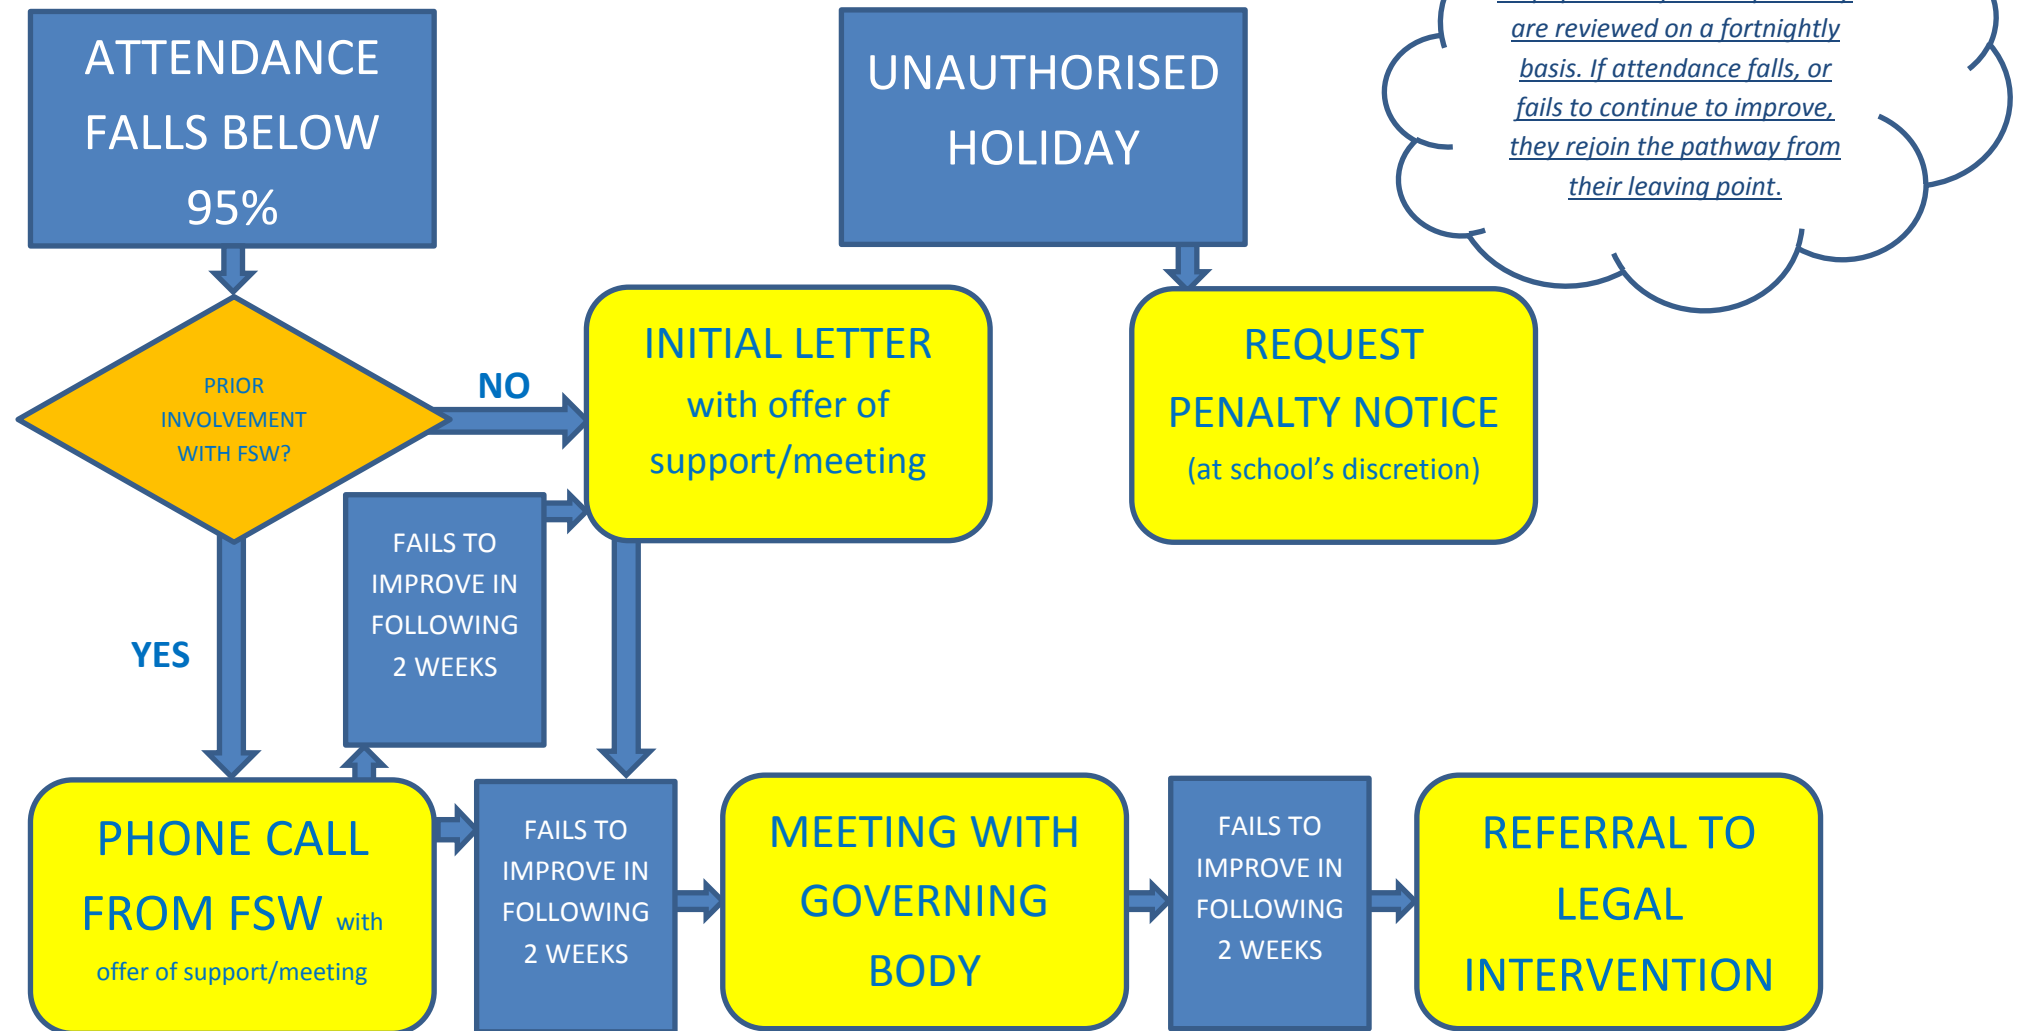 ATTENDANCE
FALLS BELOW
95%
UNAUTHORISED
HOLIDAY
are reviewed on a fortnightly
basis. If attendance falls, or
fails to continue to improve,
they rejoin the pathway from
their leaving point.
PRIOR
INVOLVEMENT
WITH FSW?
NO
INITIAL LETTER
with offer of
support/meeting
REQUEST
PENALTY NOTICE
(at school's discretion)
YES
FAILS TO
IMPROVE IN
FOLLOWING
2 WEEKS
PHONE CALL
FROM FSW with
offer of support/meeting
FAILS TO
IMPROVE IN
FOLLOWING
2 WEEKS
MEETING WITH
GOVERNING
BODY
FAILS TO
IMPROVE IN
FOLLOWING
2 WEEKS
REFERRAL TO
LEGAL
INTERVENTION